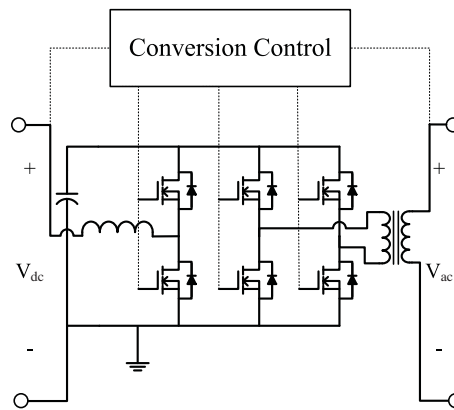 Conversion Control
+
+
Vdc
Vac
-
-